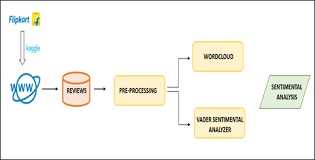 Flipkart
kaggle
WWW
REVIEWS
PRE-PROCESSING
WORDCLOUD
VADER SENTIMENTAL
ANALYZER
SENTIMENTAL
ANALYSIS